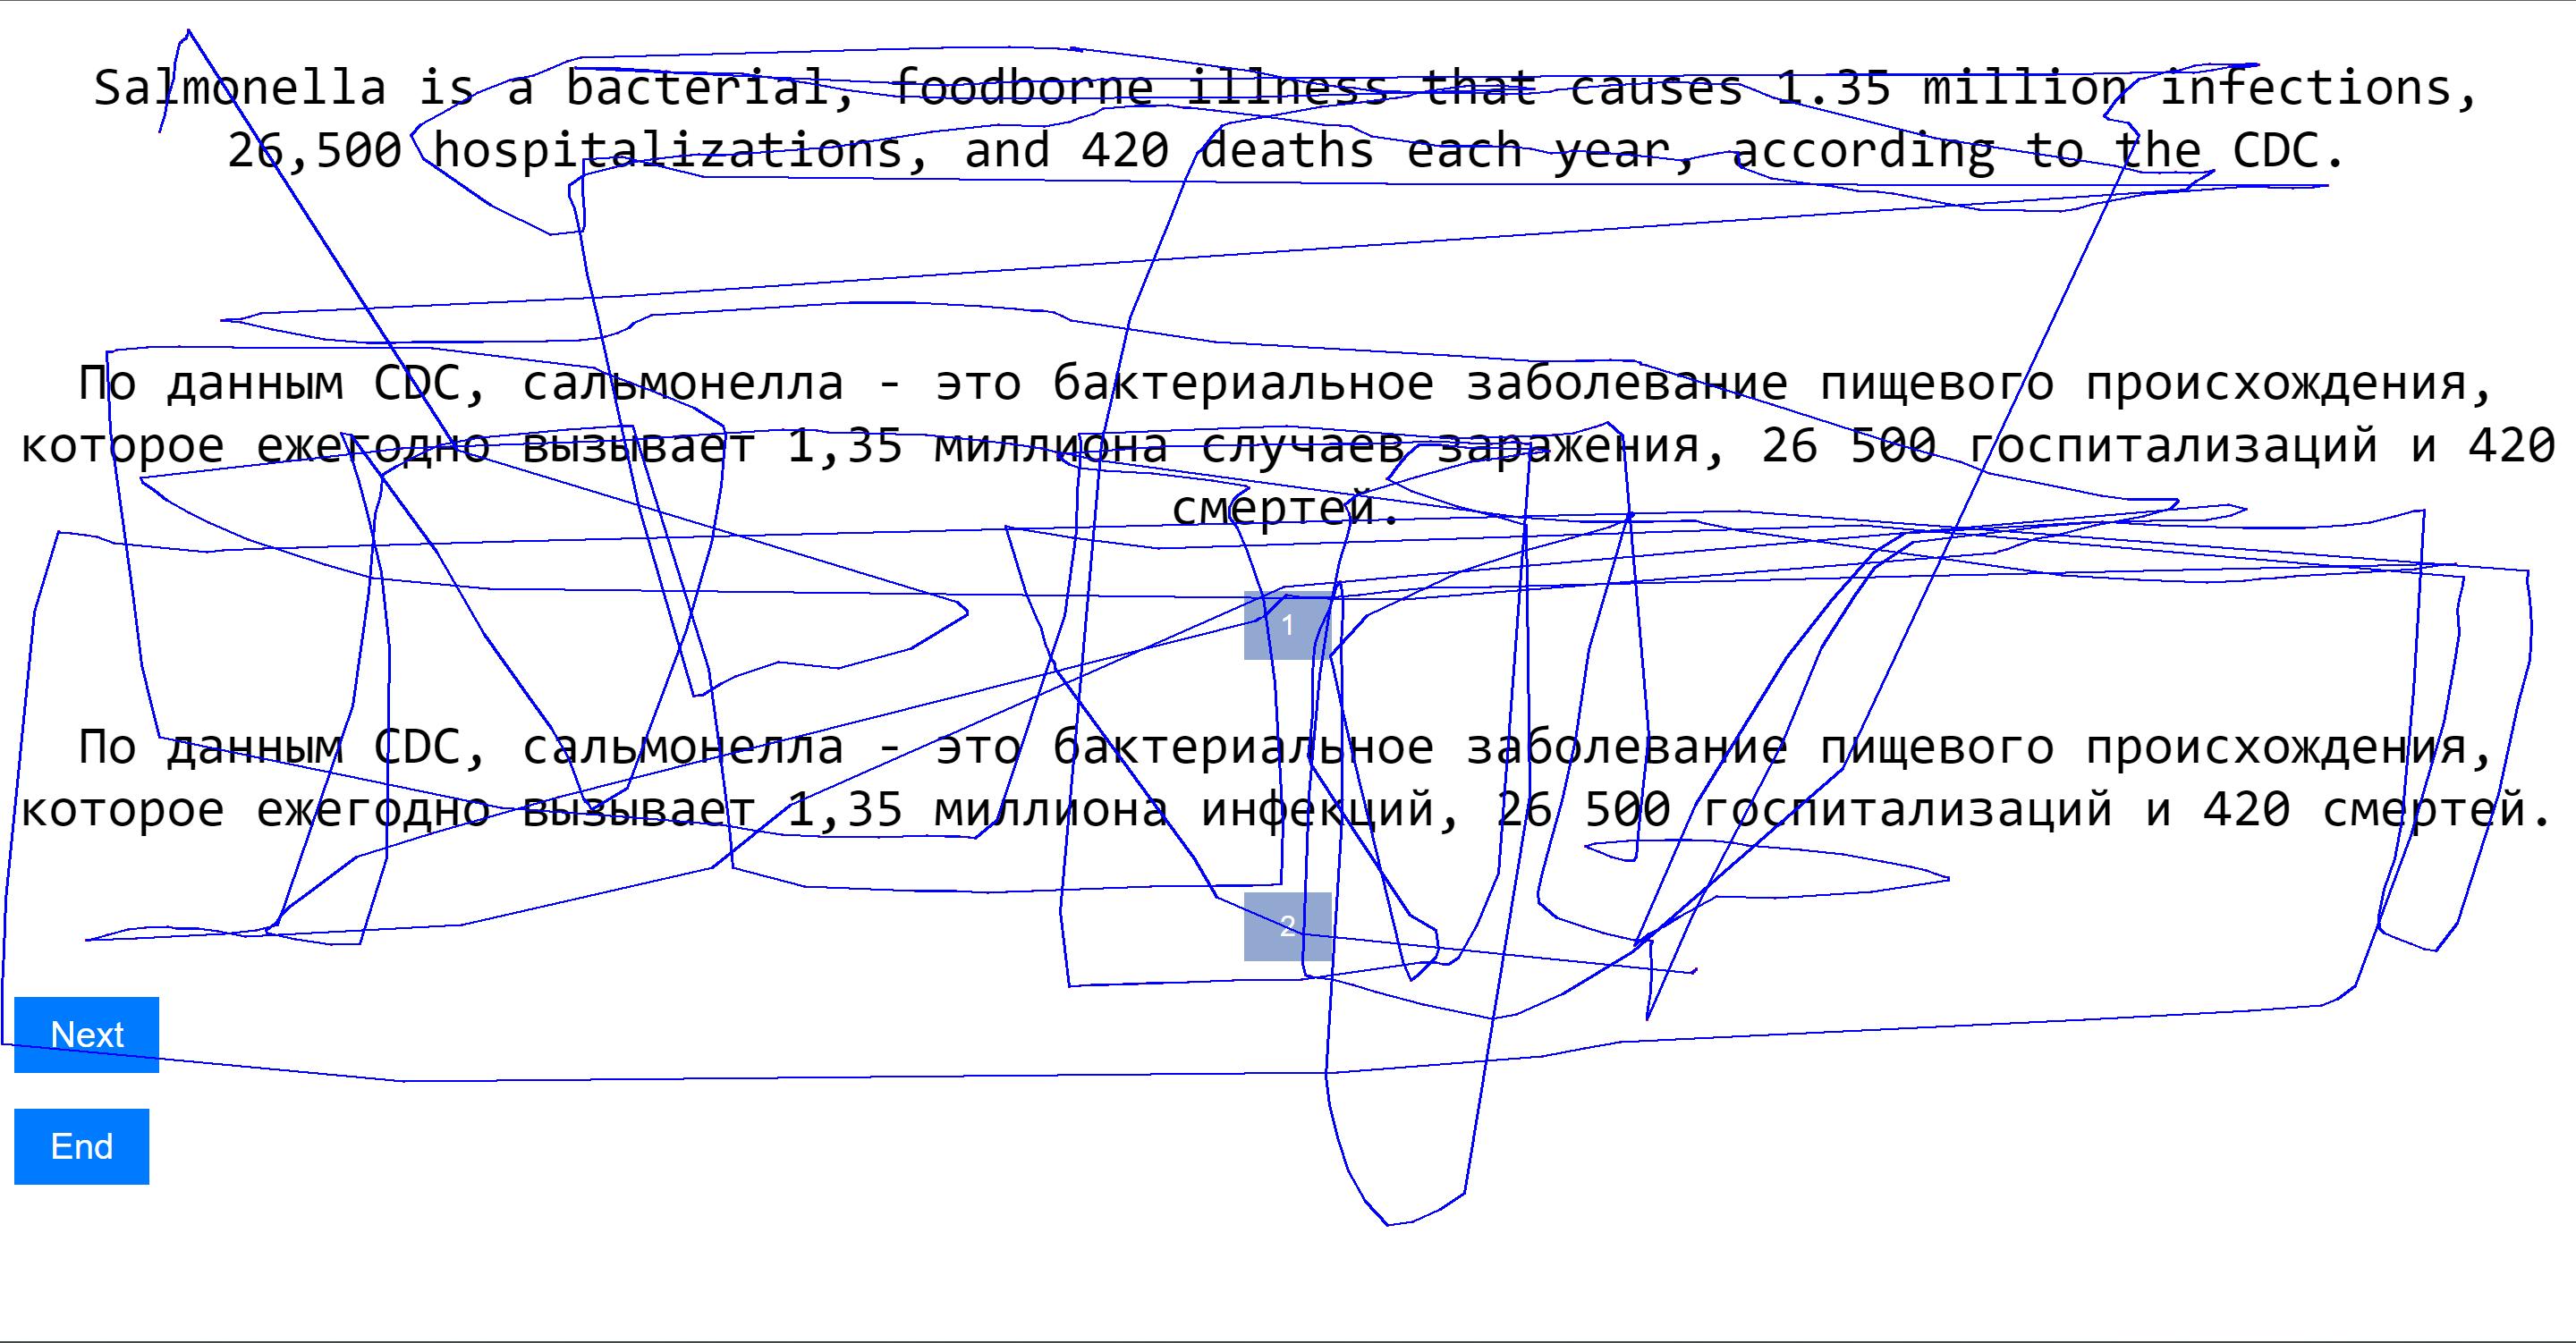 Salmonella is a bacterial, foodborne illness that causes 1.35 million infections,
26,500 hospitalizations, and 420 deaths each year, according to the CDC.
По данным CDC, сальмонелла - это бактериальное заболевание пищевого происхождения,
которое ежегодно вызывает 1,35 миллиона случаев заражения, 26 500 госпитализаций и 420
смертей.
1
По данным CDC, сальмонелла - это бактериальное заболевание пищевого происхождения,
которое ежегодно вызывает 1,35 миллиона инфекций, 26 500 госпитализаций и 420 смертей.
2
Next
End